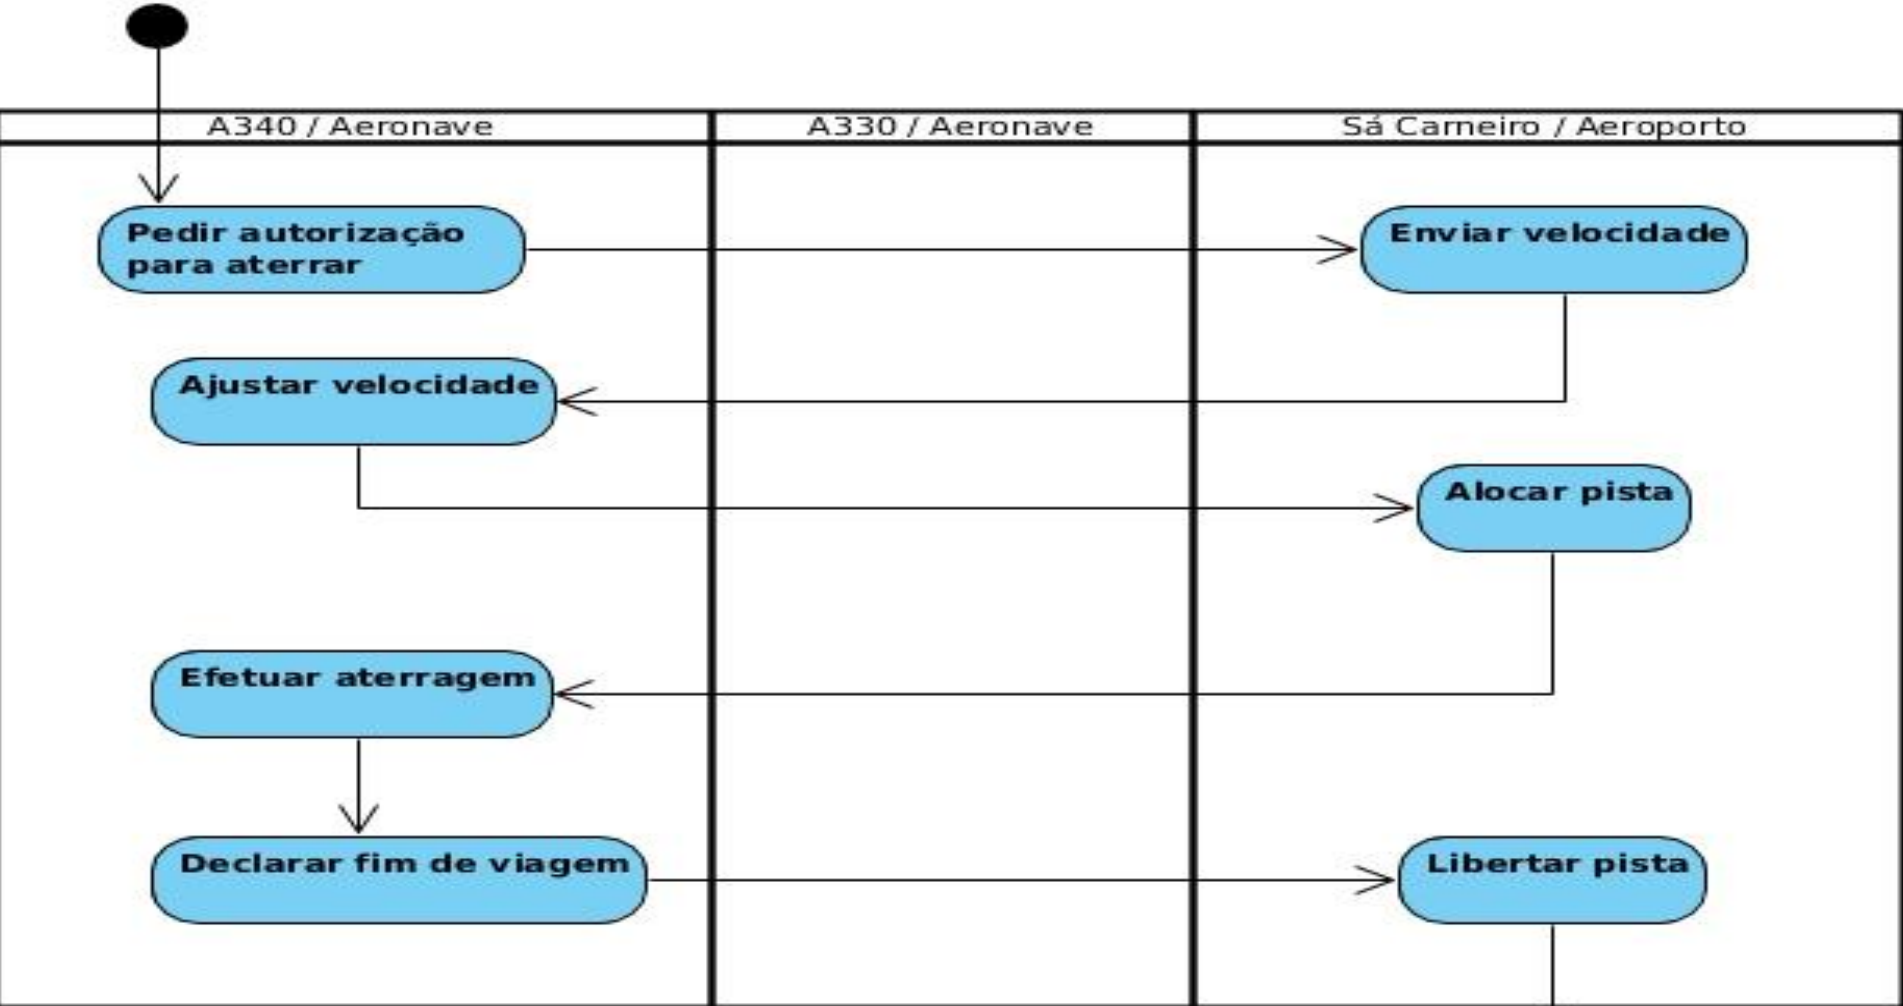 A340 / Aeronave
A330 / Aeronave
Sá Carneiro / Aeroporto
Pedir autorização
para aterrar
Enviar velocidade
Ajustar velocidade
Alocar pista
Efetuar aterragem
Declarar fim de viagem
Libertar pista